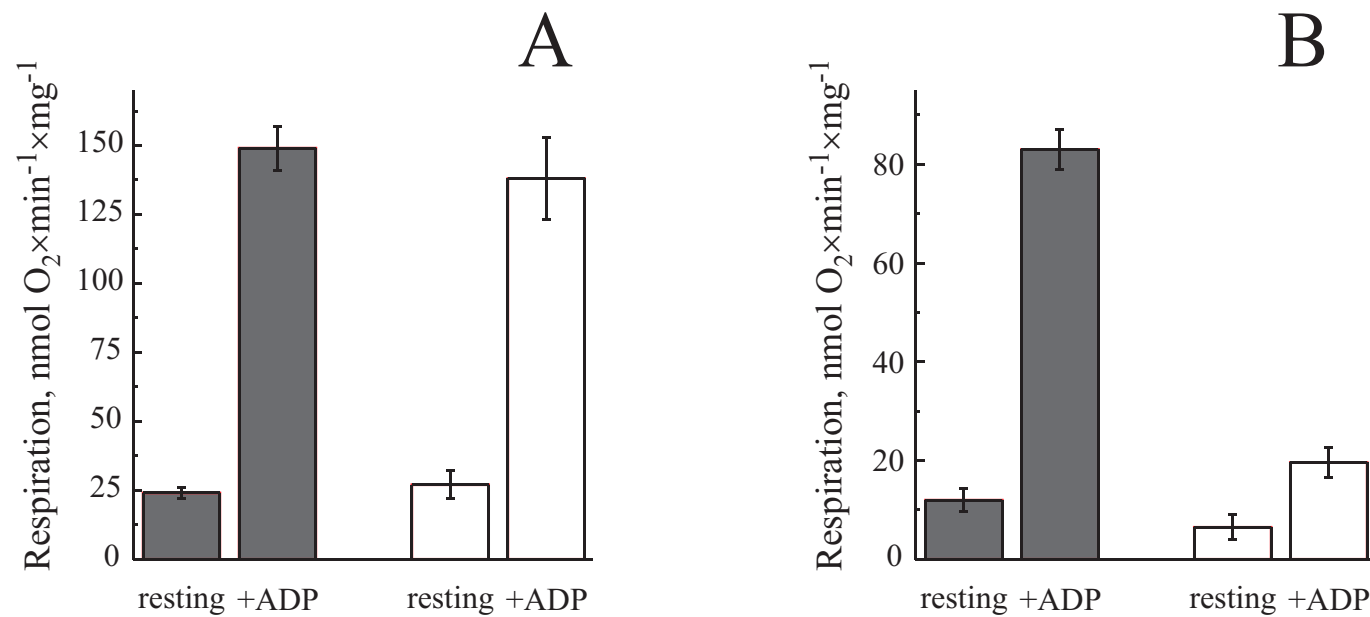 A
Respiration, nmol O₂×min⁻¹×mg⁻¹
150
125
100
75
50
25
0
resting +ADP resting +ADP
B
Respiration, nmol O₂×min⁻¹×mg⁻¹
80
60
40
20
0
resting +ADP resting +ADP